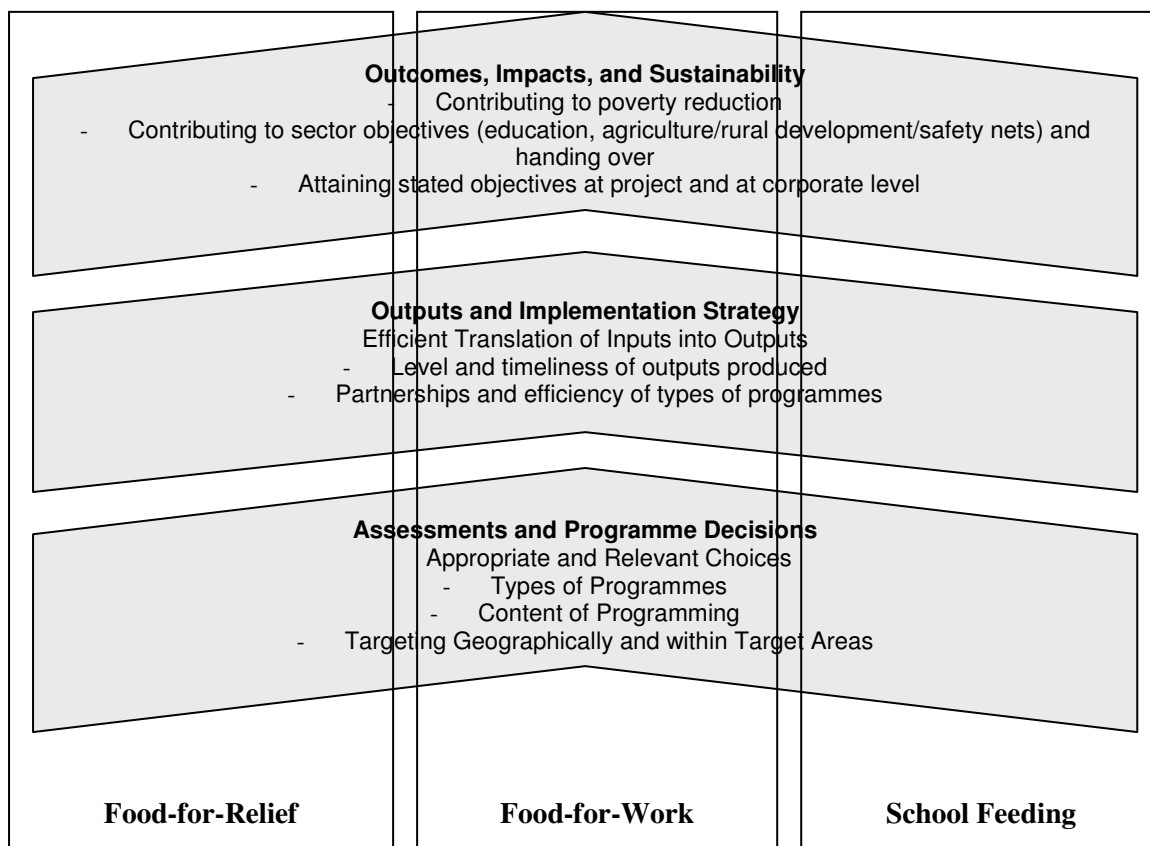 Outcomes, Impacts, and Sustainability
- Contributing to poverty reduction
- Contributing to sector objectives (education, agriculture/rural development/safety nets) and
handing over
- Attaining stated objectives at project and at corporate level
Outputs and Implementation Strategy
Efficient Translation of Inputs into Outputs
- Level and timeliness of outputs produced
- Partnerships and efficiency of types of programmes
Assessments and Programme Decisions
Appropriate and Relevant Choices
- Types of Programmes
- Content of Programming
- Targeting Geographically and within Target Areas
Food-for-Relief
Food-for-Work
School Feeding